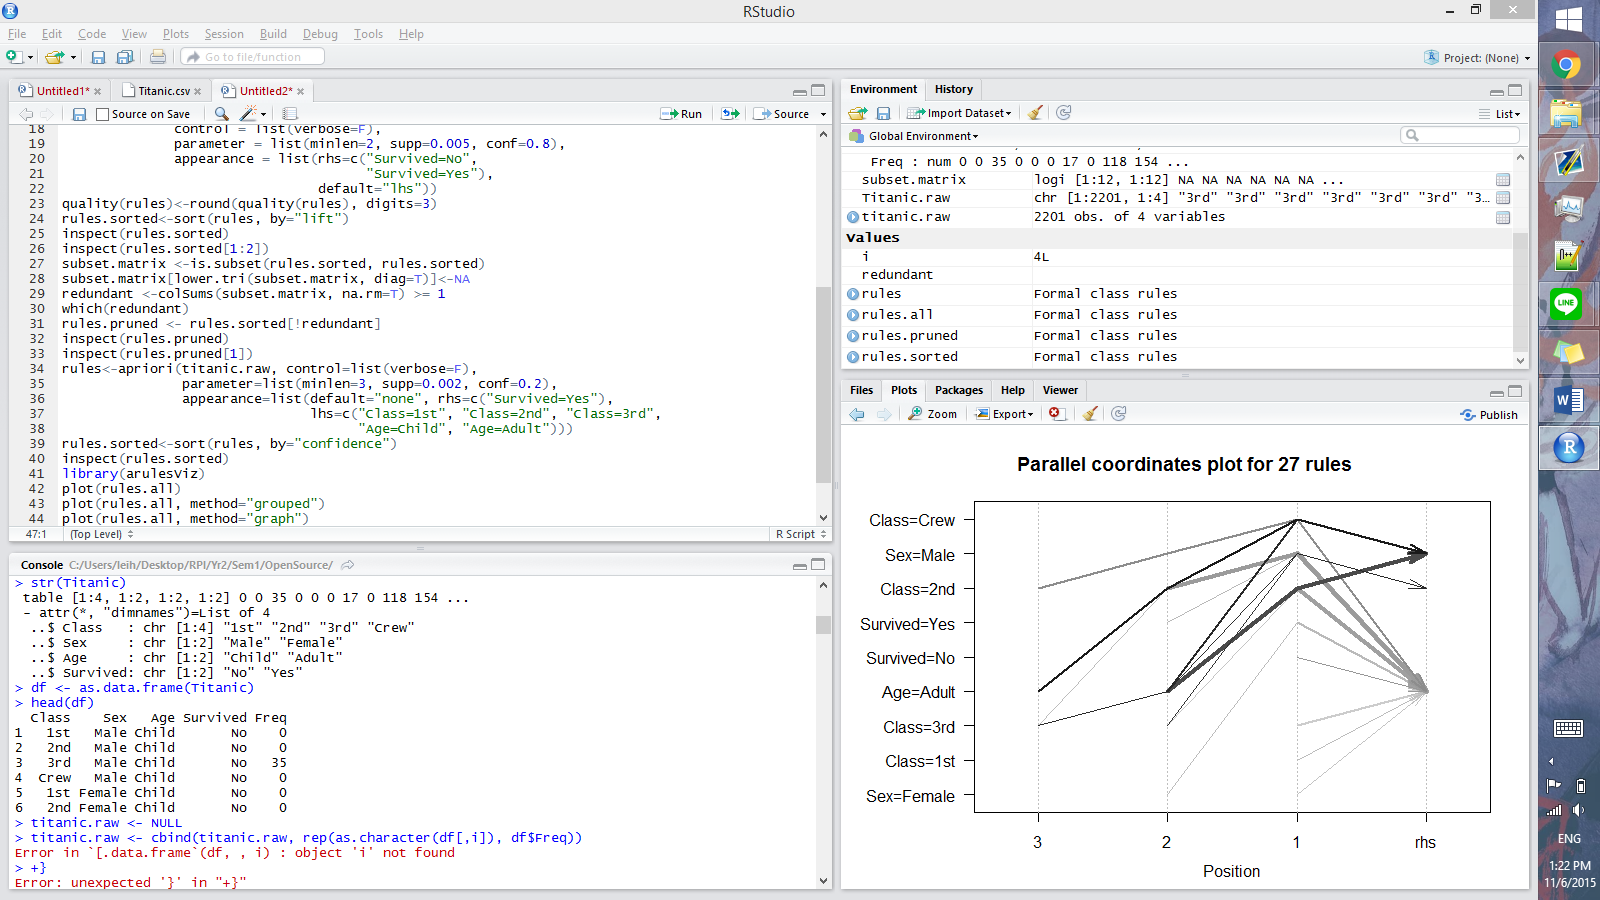 RStudio
File Edit Code View Plots Session Build Debug Tools Help
Go to file/function
Project: (None)
Untitled1* Titanic.csv Untitled2*
Source on Save Run Source
18 control = list(verbose=F),
19 parameter = list(minlen=2, supp=0.005, conf=0.8),
20 appearance = list(rhs=c("Survived=No",
21 "Survived=Yes"),
22 default="lhs"))
23 quality(rules)<-round(quality(rules), digits=3)
24 rules.sorted<-sort(rules, by="lift")
25 inspect(rules.sorted)
26 inspect(rules.sorted[1:2])
27 subset.matrix <-is.subset(rules.sorted, rules.sorted)
28 subset.matrix[lower.tri(subset.matrix, diag=T)]<-NA
29 redundant <-colSums(subset.matrix, na.rm=T) >= 1
30 which(redundant)
31 rules.pruned <- rules.sorted[!redundant]
32 inspect(rules.pruned)
33 inspect(rules.pruned[1])
34 rules<-apriori(titanic.raw, control=list(verbose=F),
35 parameter=list(minlen=3, supp=0.002, conf=0.2),
36 appearance=list(default="none", rhs=c("Survived=Yes"),
37 lhs=c("Class=1st", "Class=2nd", "Class=3rd",
38 "Age=Child", "Age=Adult")))
39 rules.sorted<-sort(rules, by="confidence")
40 inspect(rules.sorted)
41 library(arulesViz)
42 plot(rules.all)
43 plot(rules.all, method="grouped")
44 plot(rules.all, method="graph")
47:1 (Top Level) R Script
Console C:/Users/leih/Desktop/RPI/Yr2/Sem1/OpenSource/
> str(Titanic)
table [1:4, 1:2, 1:2, 1:2] 0 0 35 0 0 0 17 0 118 154 ...
- attr(*, "dimnames")=List of 4
..$ Class : chr [1:4] "1st" "2nd" "3rd" "Crew"
..$ Sex : chr [1:2] "Male" "Female"
..$ Age : chr [1:2] "Child" "Adult"
..$ Survived: chr [1:2] "No" "Yes"
> df <- as.data.frame(Titanic)
> head(df)
Class Sex Age Survived Freq
1 1st Male Child No 0
2 2nd Male Child No 0
3 3rd Male Child No 35
4 Crew Male Child No 0
5 1st Female Child No 0
6 2nd Female Child No 0
> titanic.raw <- NULL
> titanic.raw <- cbind(titanic.raw, rep(as.character(df[,i]), df$Freq))
Error in `[.data.frame`(df, , i) : object 'i' not found
> +}
Error: unexpected '}' in "+}"
Environment History
Import Dataset List
Global Environment
Freq : num 0 0 35 0 0 0 17 0 118 154 ...
subset.matrix logi [1:12, 1:12] NA NA NA NA NA NA ...
Titanic.raw chr [1:2201, 1:4] "3rd" "3rd" "3rd" "3rd" "3rd" "3rd" "3...
titanic.raw 2201 obs. of 4 variables
Values
i 4L
redundant
rules Formal class rules
rules.all Formal class rules
rules.pruned Formal class rules
rules.sorted Formal class rules
Files Plots Packages Help Viewer
Zoom Export Publish
Parallel coordinates plot for 27 rules
Class=Crew
Sex=Male
Class=2nd
Survived=Yes
Survived=No
Age=Adult
Class=3rd
Class=1st
Sex=Female
3 2 1 rhs
Position
LINE
ENG
1:22 PM
11/6/2015